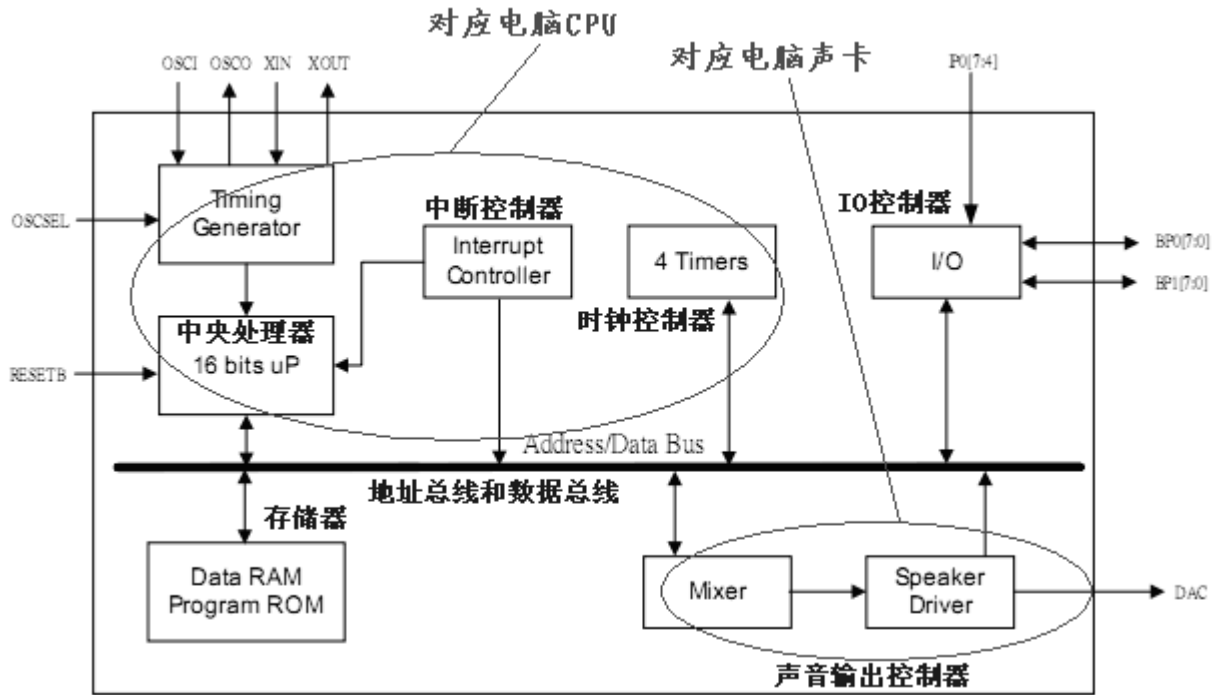 对应电脑CPU
对应电脑声卡
OSCI OSCO XIN XOUT
P0[7:4]
Timing
Generator
OSCSEL
中断控制器
Interrupt
Controller
4 Timers
时钟控制器
IO控制器
I/O
BP0[7:0]
BP1[7:0]
中央处理器
16 bits uP
RESETB
Address/Data Bus
地址总线和数据总线
存储器
Data RAM
Program ROM
Mixer
Speaker
Driver
DAC
声音输出控制器